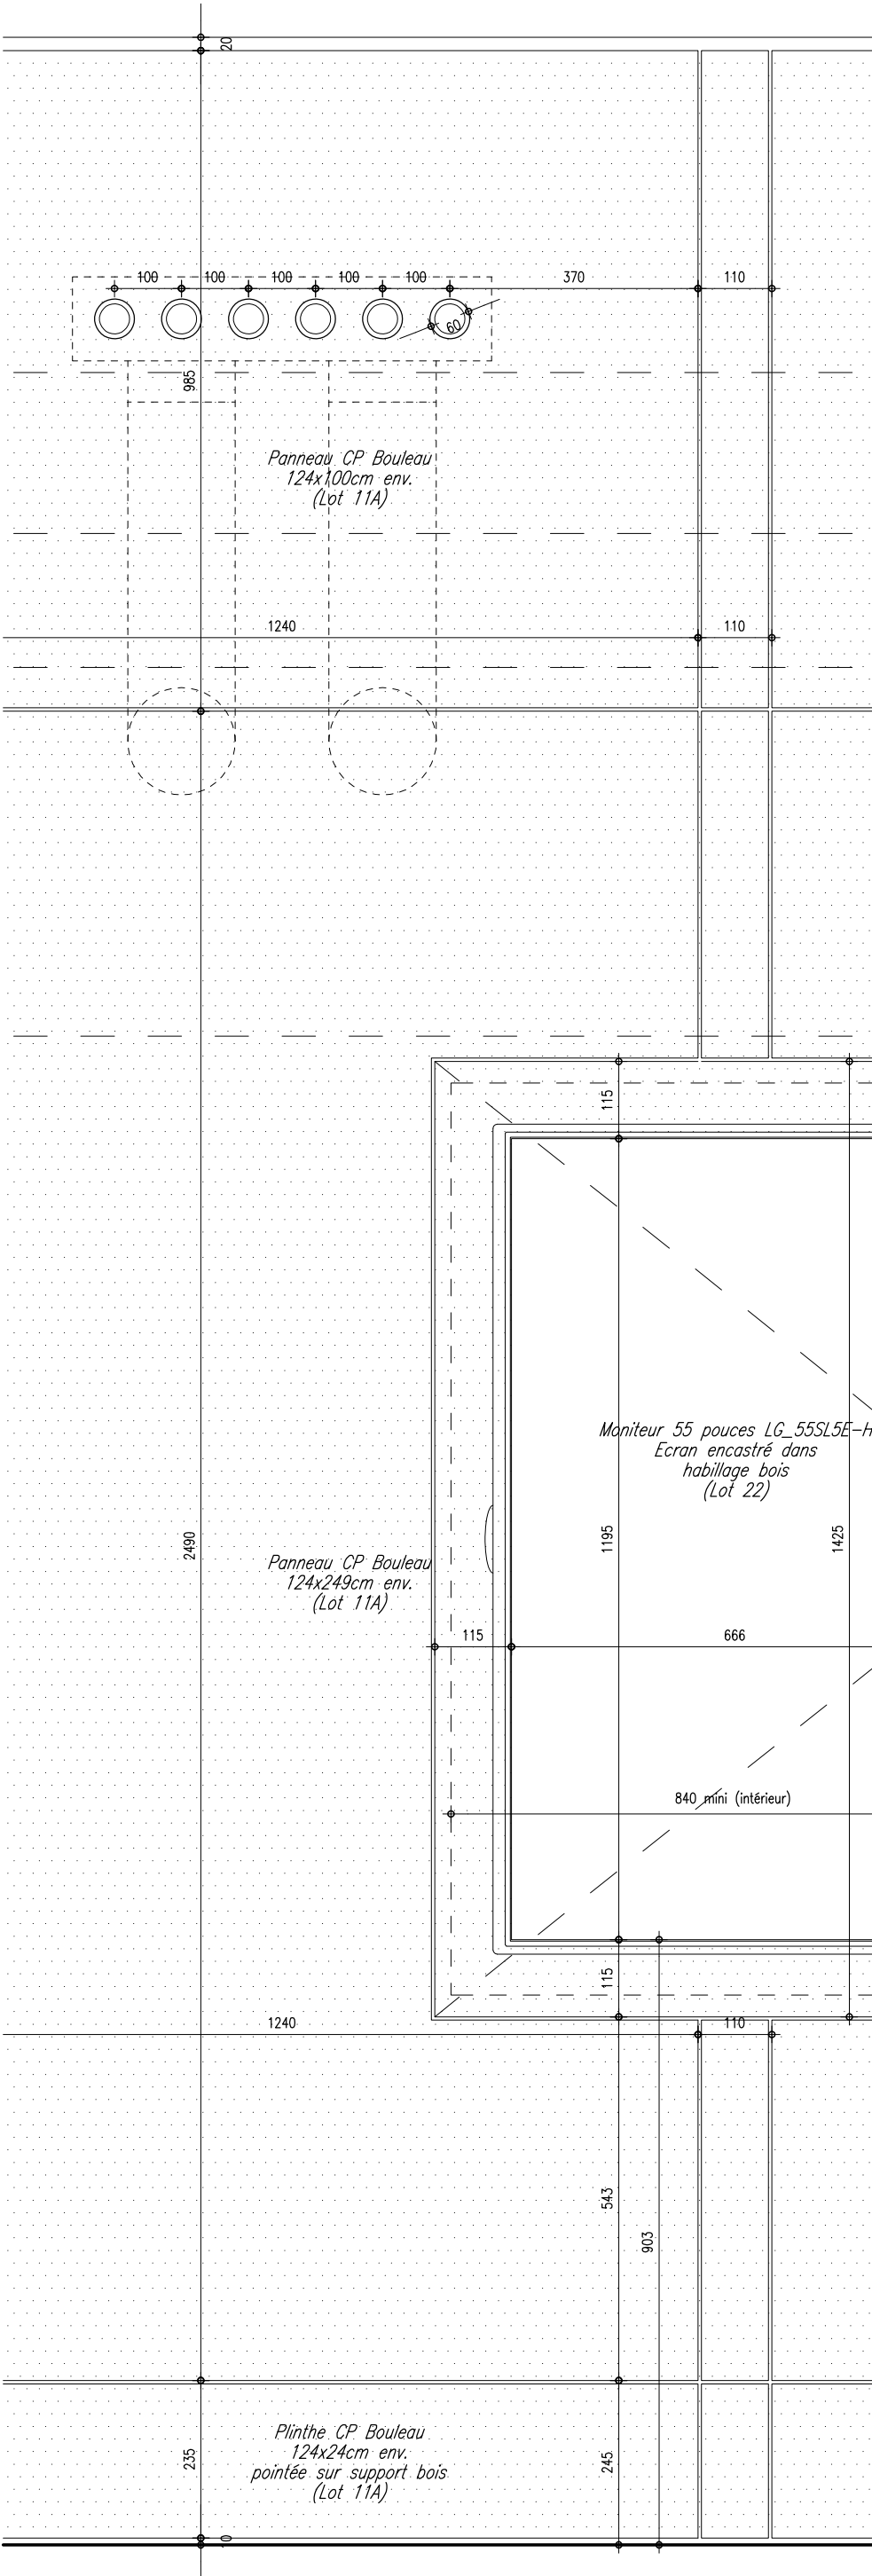 20
100 100 100 100 100 370 110
60
985
Panneau CP Bouleau
124x100cm env.
(Lot 11A)
1240 110
115
Moniteur 55 pouces LG_55SL5E-H
Ecran encastré dans
habillage bois
(Lot 22)
2490
1195
1425
Panneau CP Bouleau
124x249cm env.
(Lot 11A)
115 666
840 mini (intérieur)
115
1240 110
543
903
Plinthe CP Bouleau
124x24cm env.
pointée sur support bois
(Lot 11A)
235
245